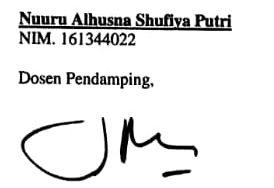 Nuuru Alhusna Shufiya Putri
NIM. 161344022
Dosen Pendamping,